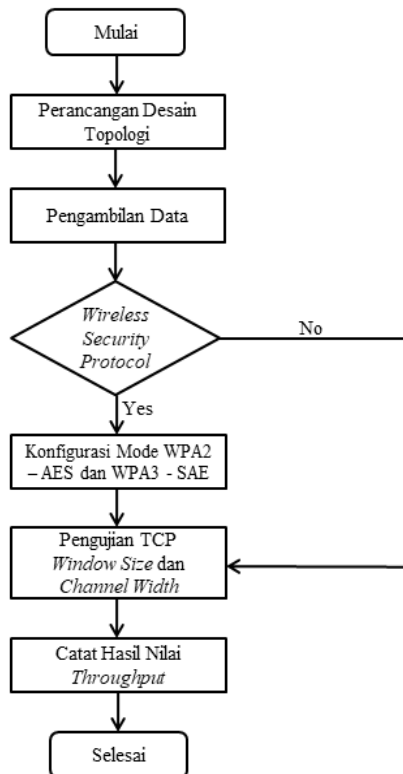 Mulai
Perancangan Desain
Topologi
Pengambilan Data
Wireless
Security
Protocol
No
Yes
Konfigurasi Mode WPA2
– AES dan WPA3 - SAE
Pengujian TCP
Window Size dan
Channel Width
Catat Hasil Nilai
Throughput
Selesai